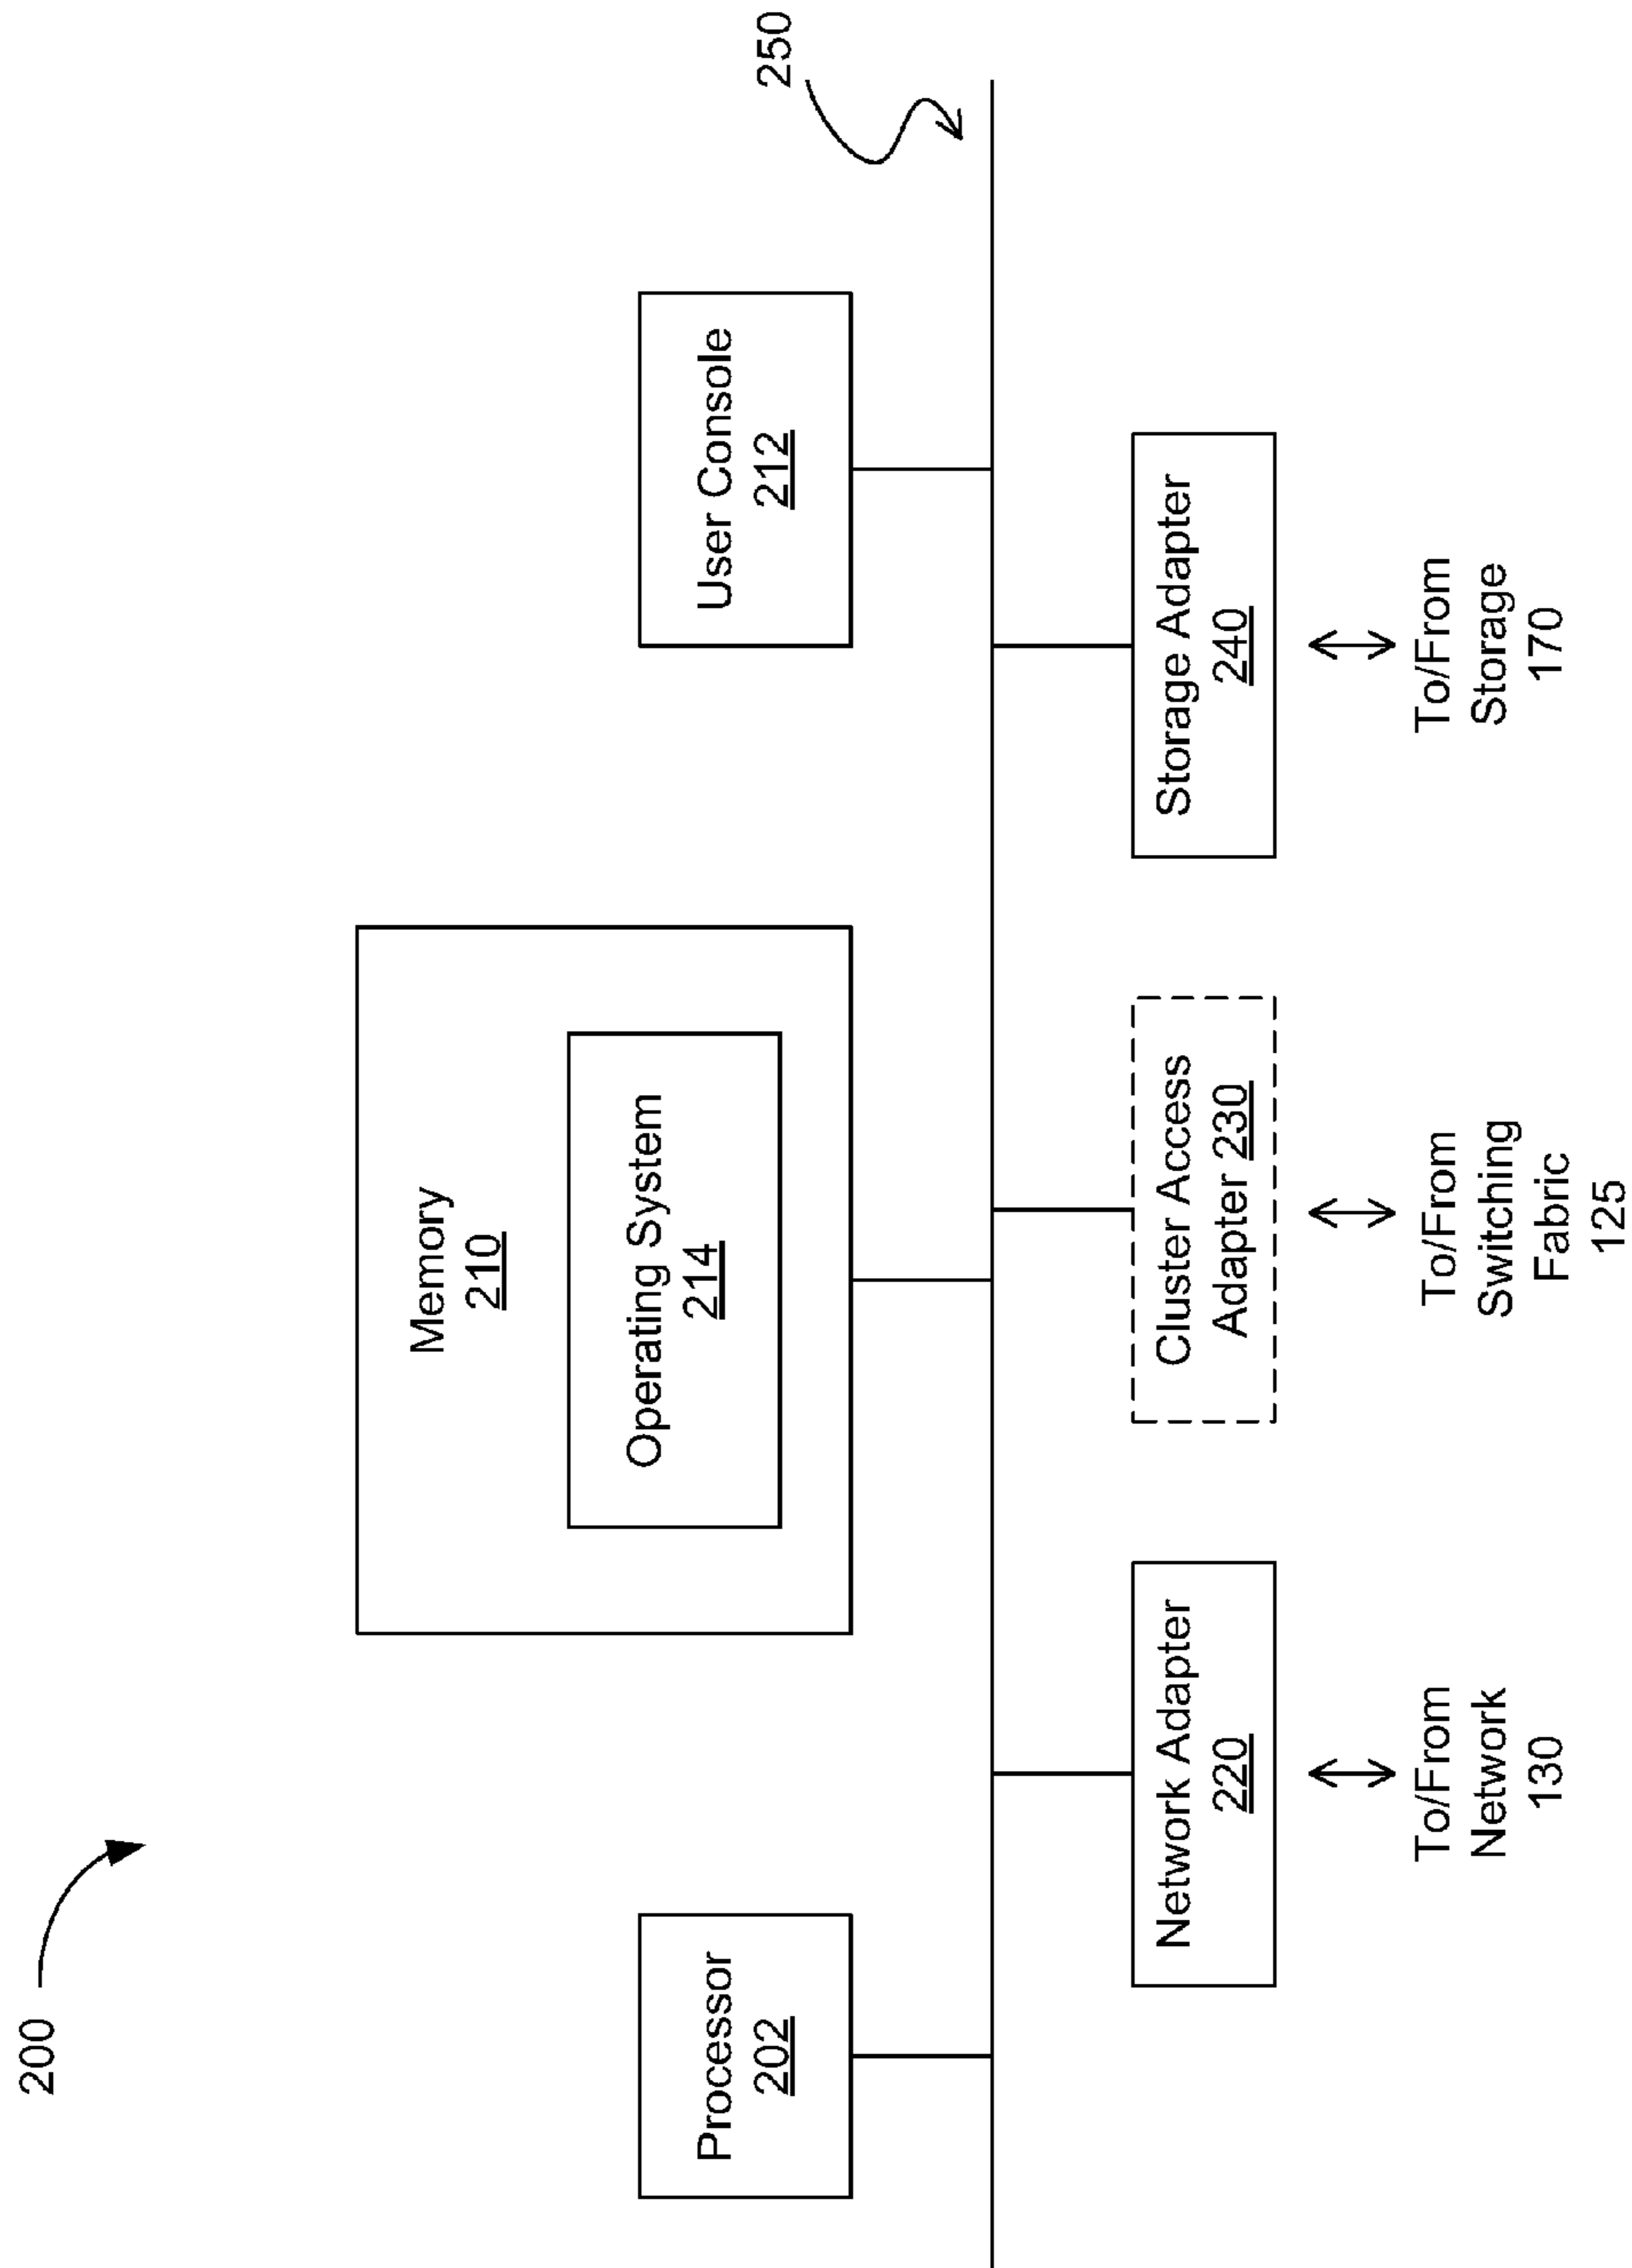 200
250
Memory
210
Operating System
214
Processor
202
User Console
212
Network Adapter
220
Cluster Access
Adapter 230
Storage Adapter
240
To/From
Network
130
To/From
Switching
Fabric
125
To/From
Storage
170